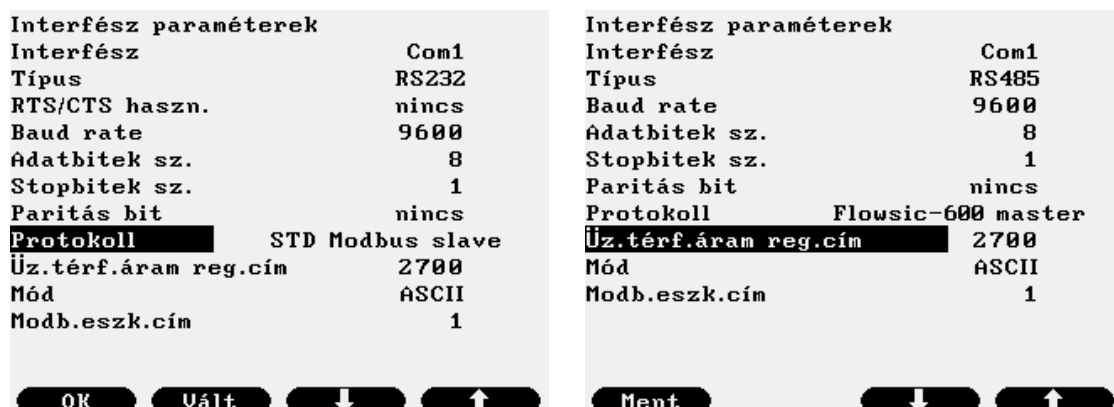 Interfész paraméterek
Interfész Com1
Típus RS232
RTS/CTS haszn. nincs
Baud rate 9600
Adatbitek sz. 8
Stopbitek sz. 1
Paritás bit nincs
Protokoll STD Modbus slave
Üz.térf.áram reg.cím 2700
Mód ASCII
Modb.eszk.cím 1
OK Vált ↓ ↑
Interfész paraméterek
Interfész Com1
Típus RS485
Baud rate 9600
Adatbitek sz. 8
Stopbitek sz. 1
Paritás bit nincs
Protokoll Flowsic-600 master
Üz.térf.áram reg.cím 2700
Mód ASCII
Modb.eszk.cím 1
Ment ↓ ↑